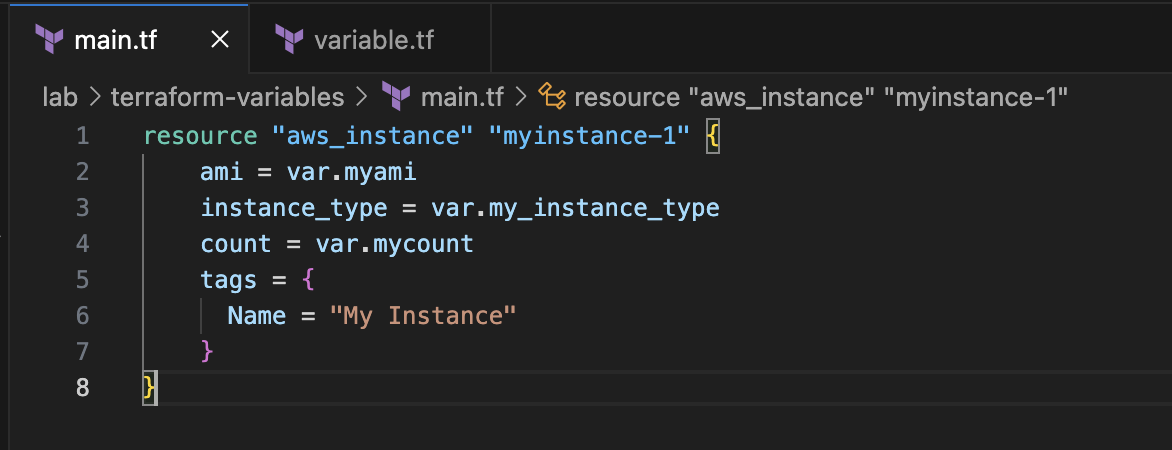 main.tf × variable.tf
lab > terraform-variables > main.tf > resource "aws_instance" "myinstance-1"
1 resource "aws_instance" "myinstance-1" {
2     ami = var.myami
3     instance_type = var.my_instance_type
4     count = var.mycount
5     tags = {
6       Name = "My Instance"
7     }
8 }